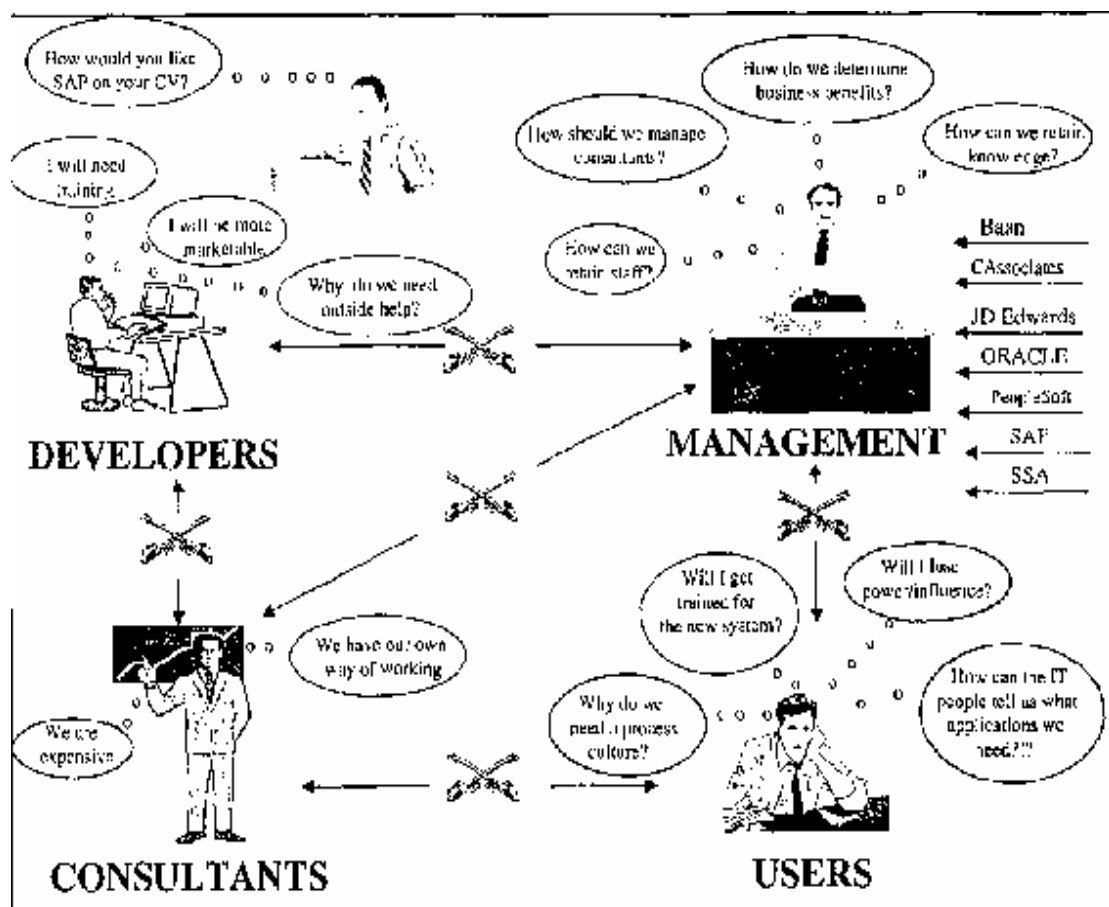 How would you like
SAP on your CV?
I will need
training
I will be more
marketable
Why do we need
outside help?
DEVELOPERS
How do we determine
business benefits?
How should we manage
consultants?
How can we retain
knowledge?
How can we
retain staff?
MANAGEMENT
Baan
CAssociates
JD Edwards
ORACLE
PeopleSoft
SAP
SSA
We have our own
way of working
We are
expensive
CONSULTANTS
Will I get
trained for
the new system?
Will I lose
power/influence?
Why do we
need a process
culture?
How can the IT
people tell us what
applications we
need?!!
USERS